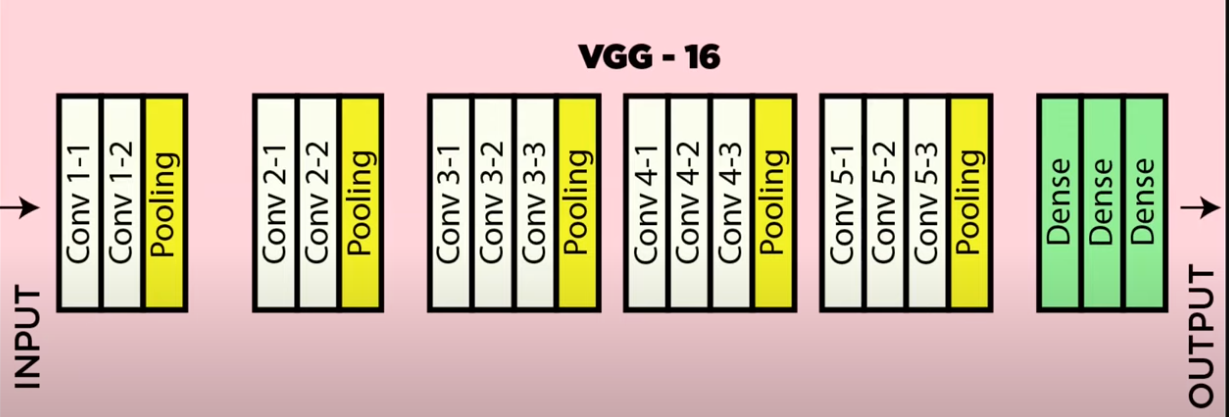 VGG - 16
INPUT
Conv 1-1
Conv 1-2
Pooling
Conv 2-1
Conv 2-2
Pooling
Conv 3-1
Conv 3-2
Conv 3-3
Pooling
Conv 4-1
Conv 4-2
Conv 4-3
Pooling
Conv 5-1
Conv 5-2
Conv 5-3
Pooling
Dense
Dense
Dense
OUTPUT